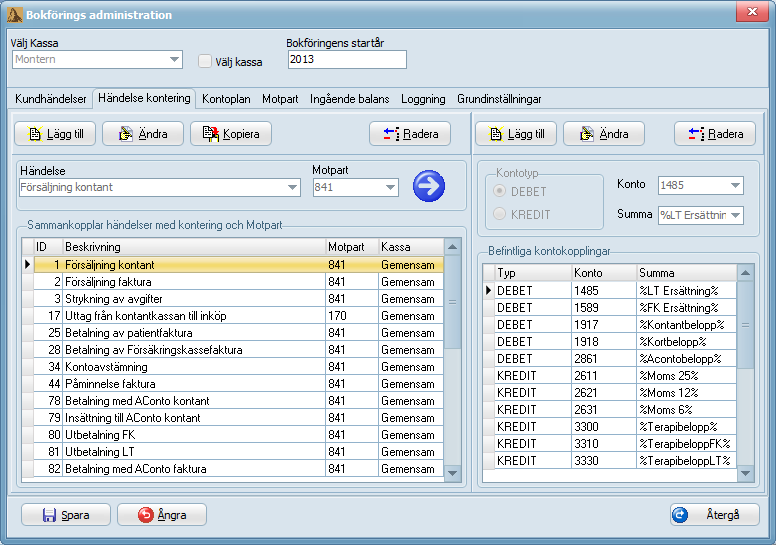 Bokförings administration
Välj Kassa
Montern
Välj kassa
Bokföringens startår
2013
Kundhändelser Händelse kontering Kontoplan Motpart Ingående balans Loggning Grundinställningar
Lägg till Ändra Kopiera Radera
Lägg till Ändra Radera
Händelse
Försäljning kontant
Motpart
841
Sammankopplar händelser med kontering och Motpart
ID Beskrivning Motpart Kassa
1 Försäljning kontant 841 Gemensam
2 Försäljning faktura 841 Gemensam
3 Strykning av avgifter 841 Gemensam
17 Uttag från kontantkassan till inköp 170 Gemensam
25 Betalning av patientfaktura 841 Gemensam
28 Betalning av Försäkringskassefaktura 841 Gemensam
34 Kontoavstämning 841 Gemensam
44 Påminnelse faktura 841 Gemensam
78 Betalning med AConto kontant 841 Gemensam
79 Insättning till AConto kontant 841 Gemensam
80 Utbetalning FK 841 Gemensam
81 Utbetalning LT 841 Gemensam
82 Betalning med AConto faktura 841 Gemensam
Kontotyp
DEBET
KREDIT
Konto 1485
Summa %LT Ersättnir
Befintliga kontokopplingar
Typ Konto Summa
DEBET 1485 %LT Ersättning%
DEBET 1589 %FK Ersättning%
DEBET 1917 %Kontantbelopp%
DEBET 1918 %Kortbelopp%
DEBET 2861 %Acontobelopp%
KREDIT 2611 %Moms 25%
KREDIT 2621 %Moms 12%
KREDIT 2631 %Moms 6%
KREDIT 3300 %Terapibelopp%
KREDIT 3310 %TerapibeloppFK%
KREDIT 3330 %TerapibeloppLT%
Spara Ångra Återgå